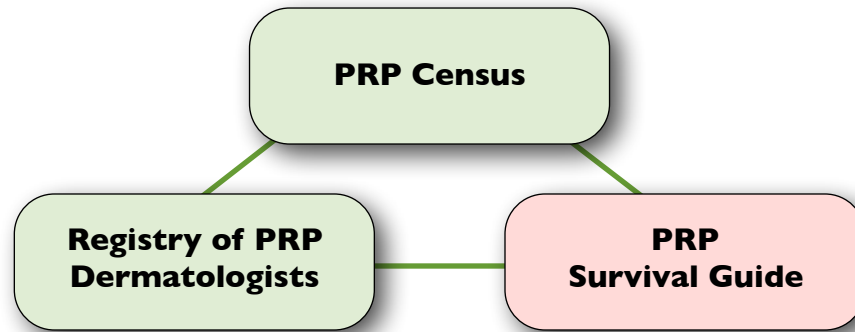 PRP Census
Registry of PRP
Dermatologists
PRP
Survival Guide